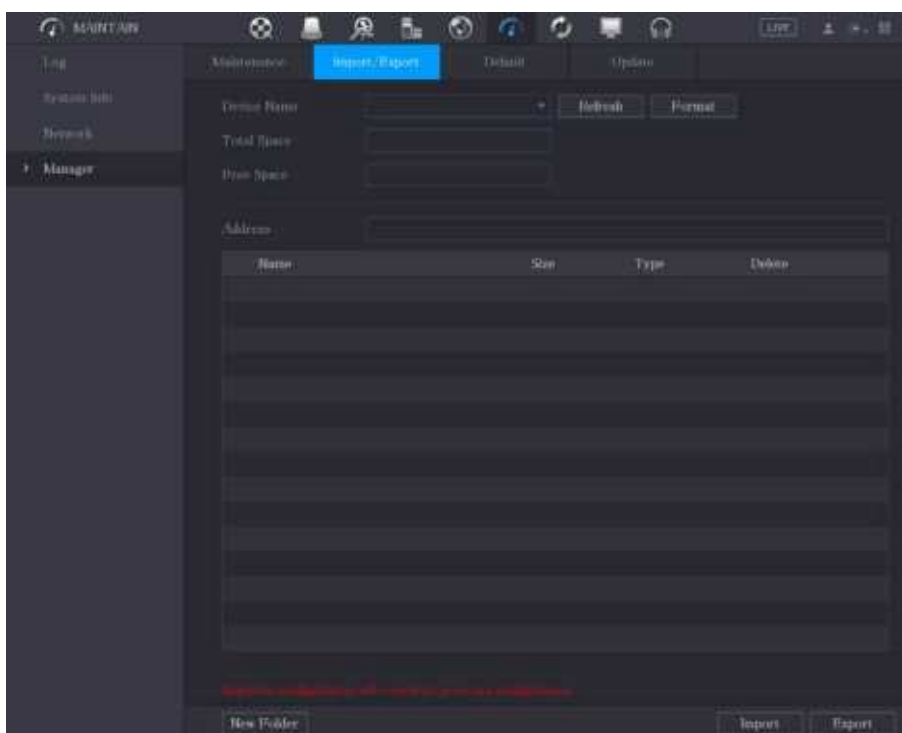 MAINTAIN LIVE
Log
System Info
Network
Manager
Maintenance Import/Export Default Update
Device Name Refresh Format
Total Space
Free Space
Address
Name Size Type Delete
New Folder Import Export